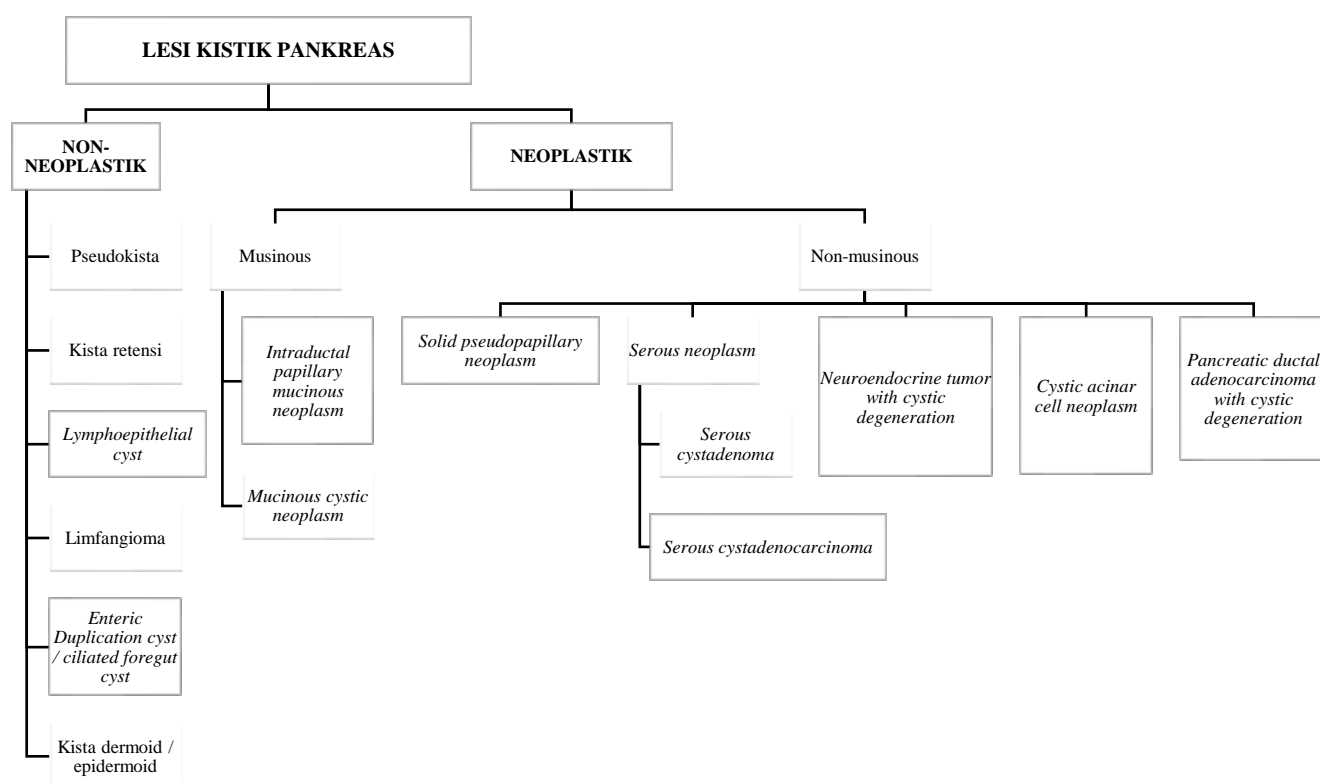 LESI KISTIK PANKREAS
NON-
NEOPLASTIK
NEOPLASTIK
Pseudokista
Kista retensi
Lymphoepithelial
cyst
Limfangioma
Enteric
Duplication cyst
/ ciliated foregut
cyst
Kista dermoid /
epidermoid
Musinous
Intraductal
papillary
mucinous
neoplasm
Mucinous cystic
neoplasm
Non-musinous
Solid pseudopapillary
neoplasm
Serous neoplasm
Serous
cystadenoma
Serous cystadenocarcinoma
Neuroendocrine tumor
with cystic
degeneration
Cystic acinar
cell neoplasm
Pancreatic ductal
adenocarcinoma
with cystic
degeneration